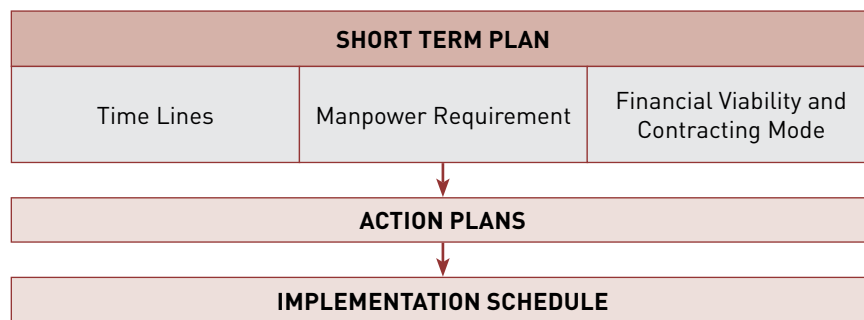 SHORT TERM PLAN
Time Lines
Manpower Requirement
Financial Viability and
Contracting Mode
ACTION PLANS
IMPLEMENTATION SCHEDULE